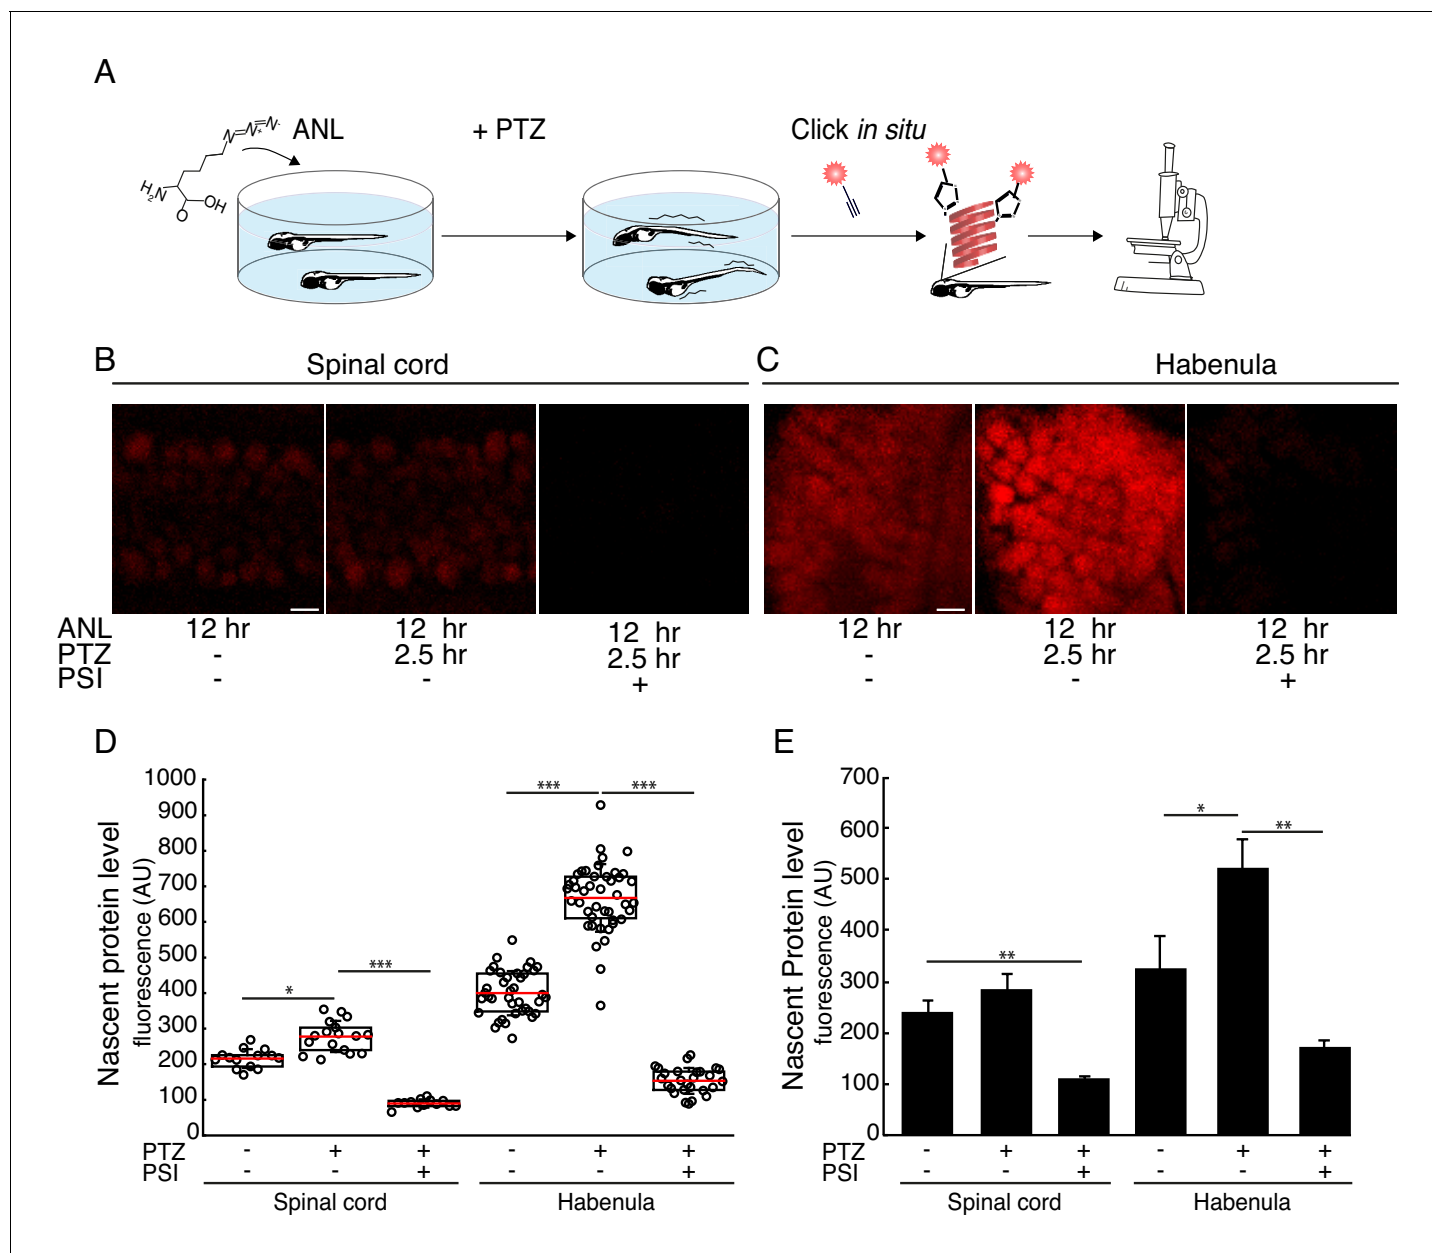 A
ANL + PTZ Click in situ
N=N=N
+ -
H2N
OH
O
B Spinal cord
C Habenula
ANL 12 hr 12 hr 12 hr 12 hr 12 hr 12 hr
PTZ - 2.5 hr 2.5 hr - 2.5 hr 2.5 hr
PSI - - + - - +
D
Nascent protein level
fluorescence (AU)
1000
900
800
700
600
500
400
300
200
100
0
* *** *** ***
PTZ - + + - + +
PSI - - + - - +
Spinal cord Habenula
E
Nascent Protein level
fuorescence (AU)
700
600
500
400
300
200
100
0
** * **
PTZ - + + - + +
PSI - - + - - +
Spinal cord Habenula